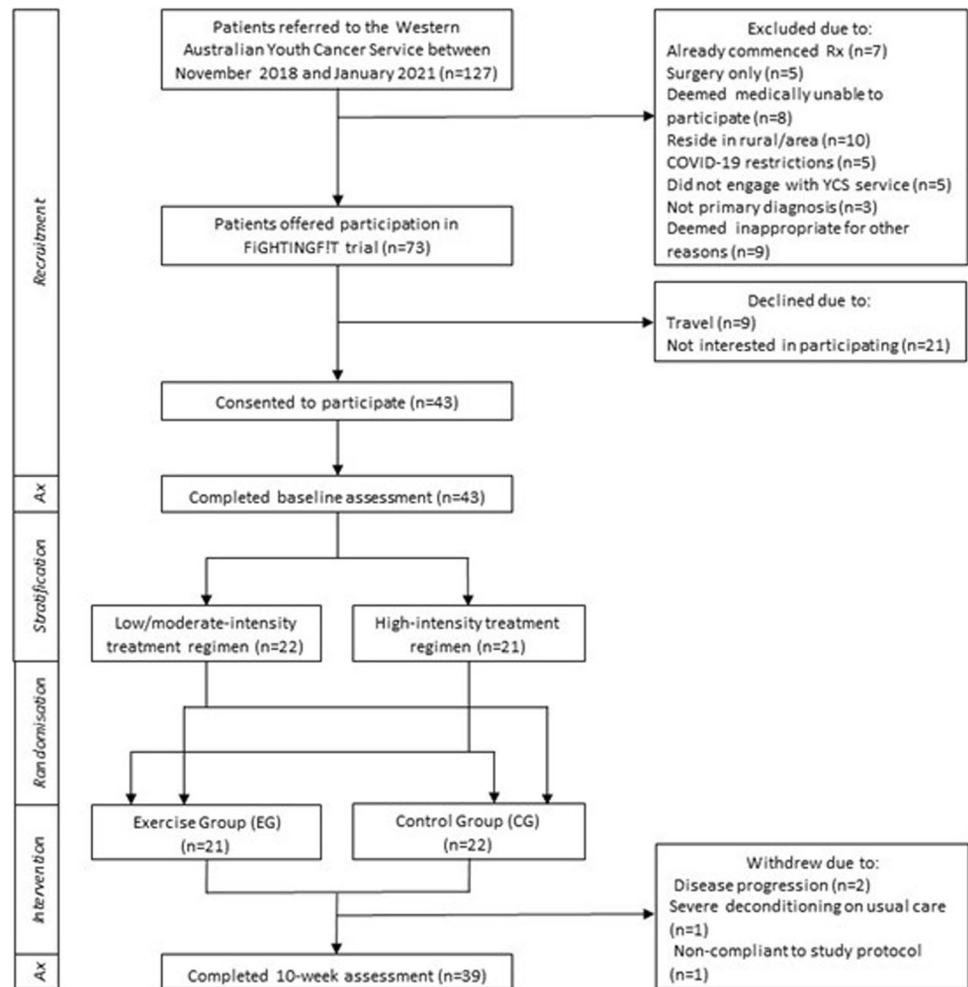 Patients referred to the Western
Australian Youth Cancer Service between
November 2018 and January 2021 (n=127)
Excluded due to:
Already commenced Rx (n=7)
Surgery only (n=5)
Deemed medically unable to
participate (n=8)
Reside in rural/area (n=10)
COVID-19 restrictions (n=5)
Did not engage with YCS service (n=5)
Not primary diagnosis (n=3)
Deemed inappropriate for other
reasons (n=9)
Recruitment
Patients offered participation in
FiGHTINGF!T trial (n=73)
Declined due to:
Travel (n=9)
Not interested in participating (n=21)
Consented to participate (n=43)
Ax
Completed baseline assessment (n=43)
Stratification
Low/moderate-intensity
treatment regimen (n=22)
High-intensity treatment
regimen (n=21)
Randomisation
Intervention
Exercise Group (EG)
(n=21)
Control Group (CG)
(n=22)
Withdrew due to:
Disease progression (n=2)
Severe deconditioning on usual care
(n=1)
Non-compliant to study protocol
(n=1)
Ax
Completed 10-week assessment (n=39)